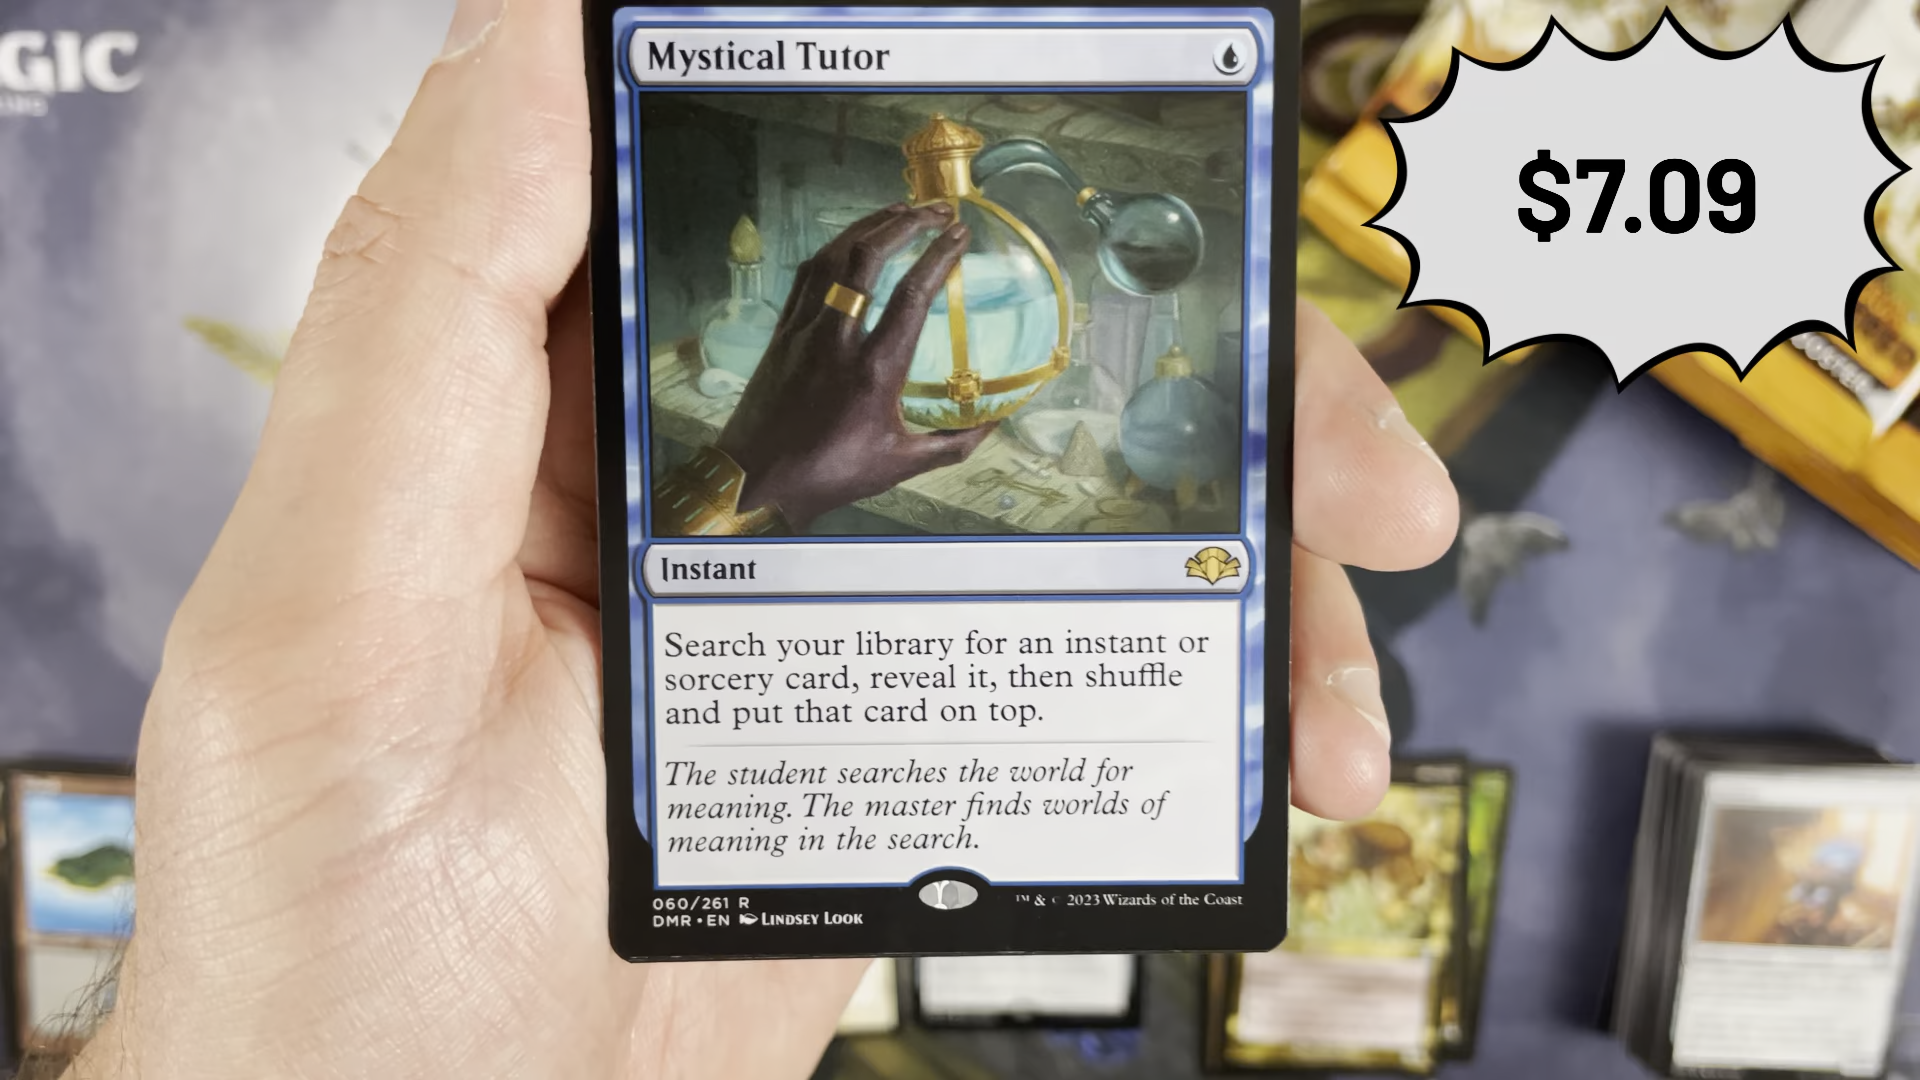 GIC
Mystical Tutor
$7.09
Instant
Search your library for an instant or
sorcery card, reveal it, then shuffle
and put that card on top.
The student searches the world for
meaning. The master finds worlds of
meaning in the search.
060/261 R
DMR • EN LINDSEY LOOK
™ & © 2023 Wizards of the Coast
BOOSTER